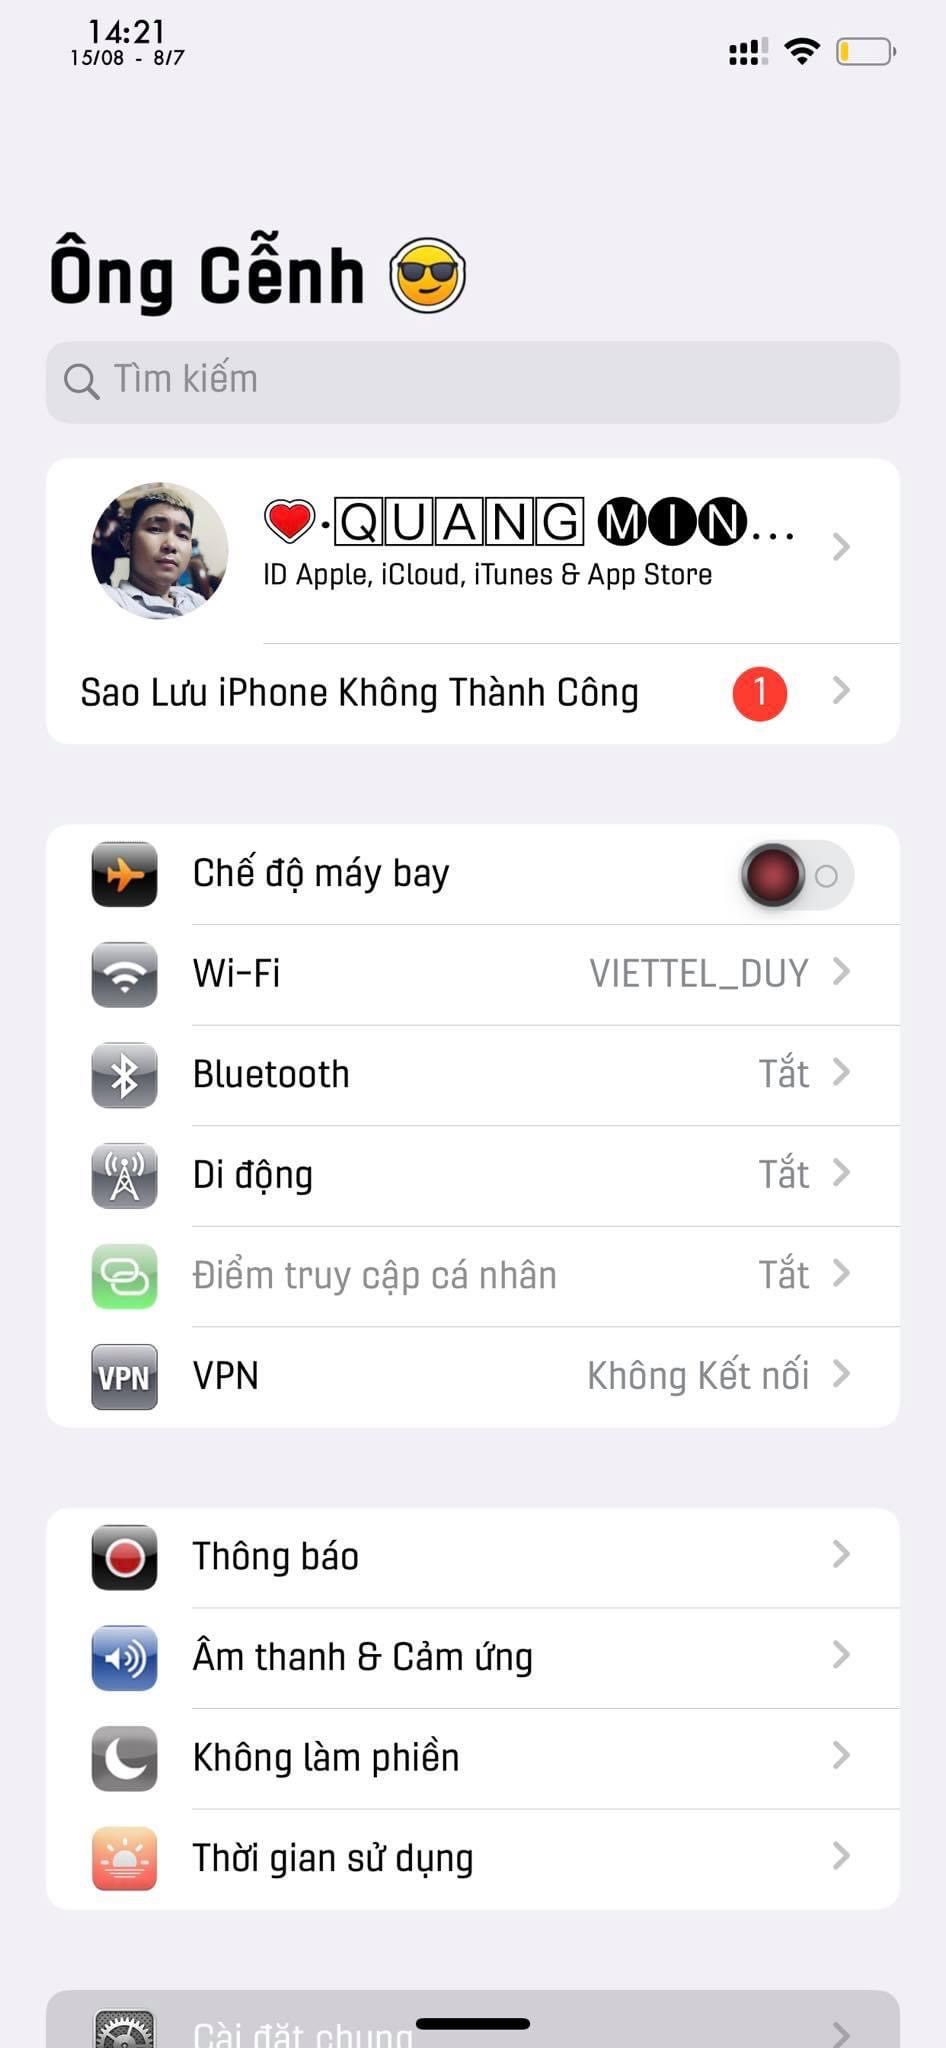 14:21
15/08 - 8/7
Ông Cễnh 😎
Tìm kiếm
❤️·🅀🅄🄰🄽🄶 🅜🅘🅝...
ID Apple, iCloud, iTunes & App Store
Sao Lưu iPhone Không Thành Công 1
Chế độ máy bay
Wi-Fi VIETTEL_DUY
Bluetooth Tắt
Di động Tắt
Điểm truy cập cá nhân Tắt
VPN VPN Không Kết nối
Thông báo
Âm thanh & Cảm ứng
Không làm phiền
Thời gian sử dụng
Cài đặt chung